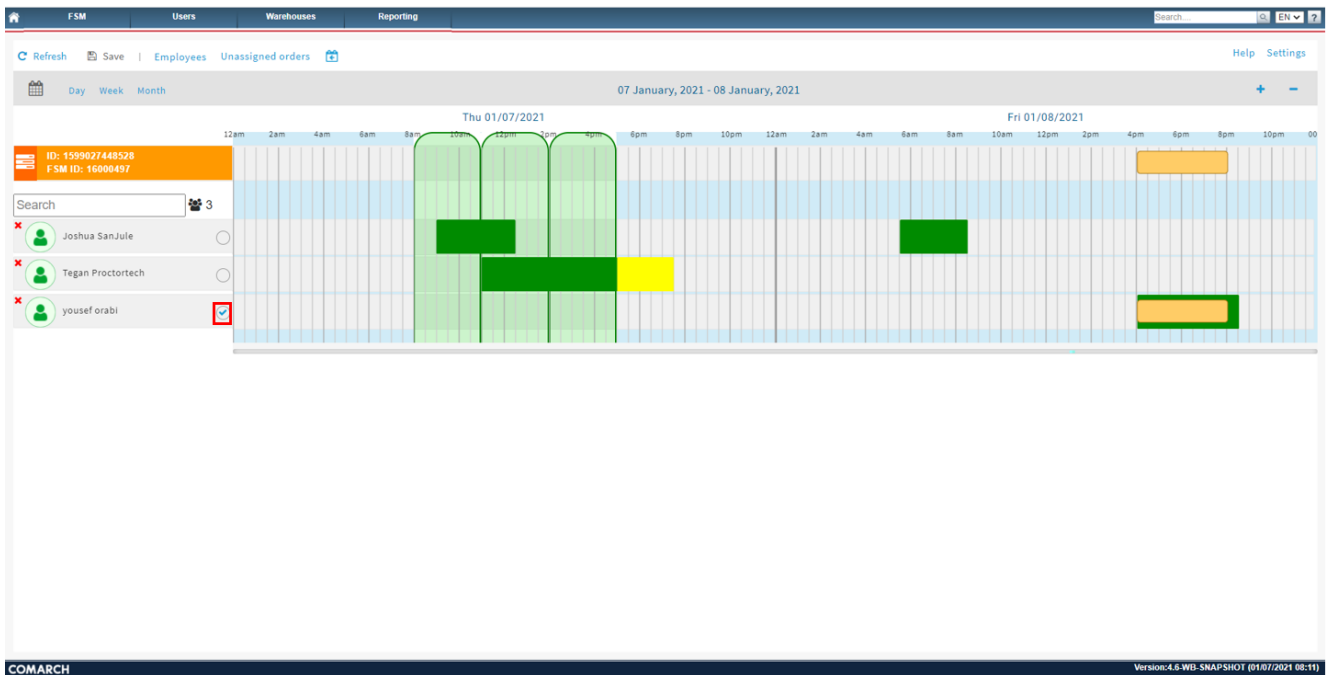 FSM Users Warehouses Reporting Search... EN ?
Refresh Save | Employees Unassigned orders Help Settings
Day Week Month 07 January, 2021 - 08 January, 2021 + −
Thu 01/07/2021 Fri 01/08/2021
12am 2am 4am 6am 8am 10am 12pm 2pm 4pm 6pm 8pm 10pm 12am 2am 4am 6am 8am 10am 12pm 2pm 4pm 6pm 8pm 10pm 00
ID: 1599027448528
FSM ID: 16000497
Search 3
Joshua SanJule
Tegan Proctortech
yousef orabi
COMARCH Version:4.6-WB-SNAPSHOT (01/07/2021 08:11)